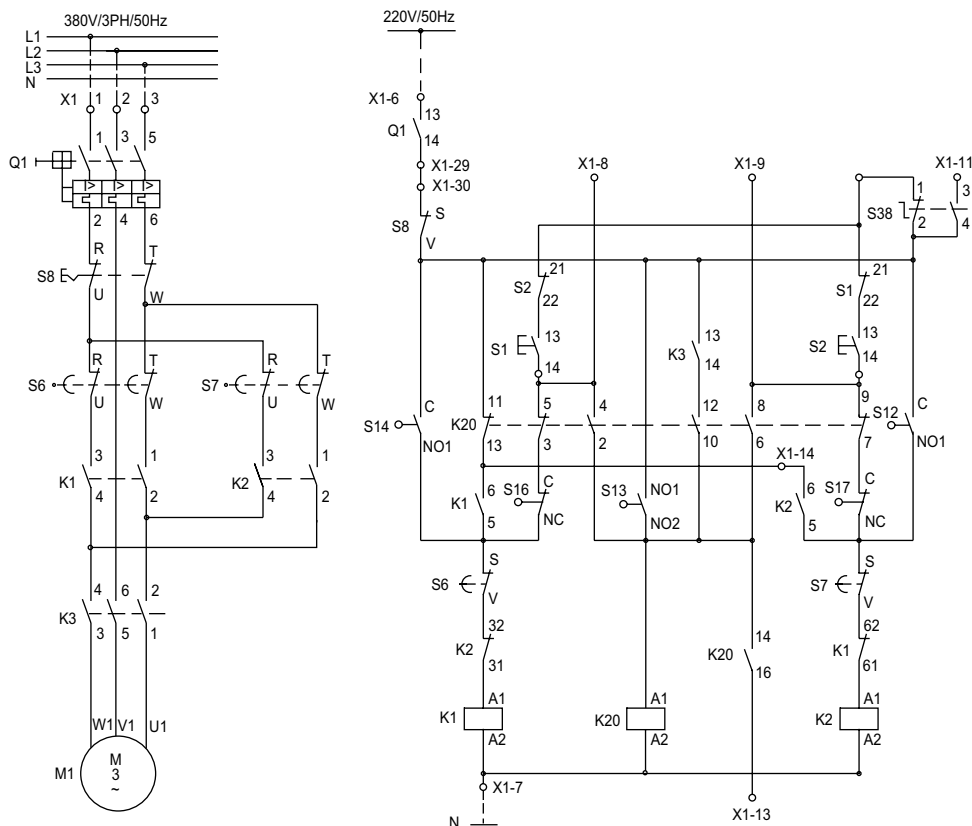 380V/3PH/50Hz 220V/50Hz
L1
L2
L3
N
X1 1 2 3
X1-6
13
Q1
14
1 3 5
Q1
I> I> I>
2 4 6
X1-29
X1-30
X1-8 X1-9 X1-11
1 3
S38
2 4
S8 S
V
R T
S8
U W
21 21
S2 S1
22 22
13 13 13
S1 K3 S2
14 14 14
R T R T
S6 S7
U W U W
C 11 5 4 12 8 9 C
S14 K20 S12
NO1 13 3 2 10 6 7 NO1
X1-14
3 1 3 1
K1 K2
4 2 4 2
6 C NO1 6 C
K1 S16 S13 K2 S17
5 NC NO2 5 NC
S S
S6 S7
V V
4 6 2
K3
3 5 1
32 14 62
K2 K20 K1
31 16 61
A1 A1 A1
K1 K20 K2
A2 A2 A2
W1 V1 U1
M
M1 3
~
X1-7 X1-13
N